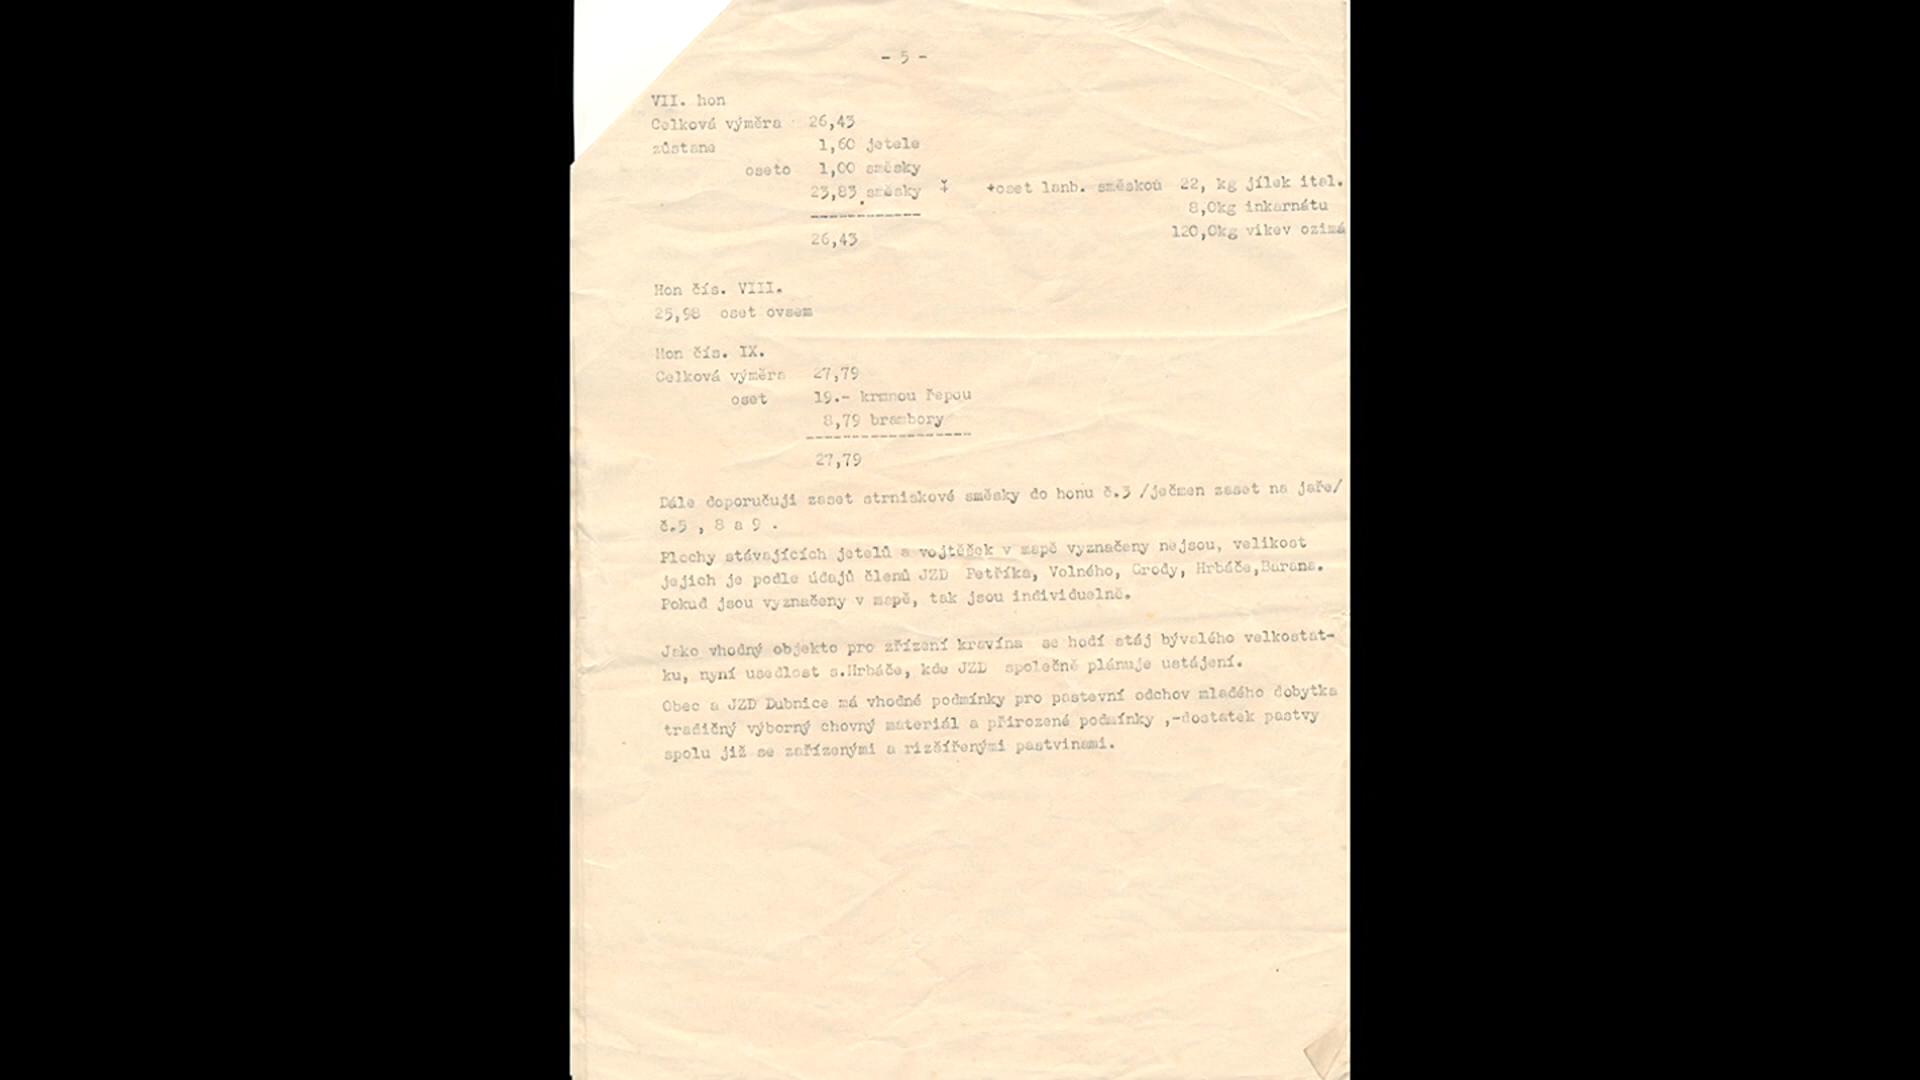 - 5 -
VII. hon
Celková výměra 26,43
zůstane 1,60 jetele
oseto 1,00 směsky
23,83 směsky + +oset lanb. směskou 22, kg jílek ital.
8,0kg inkarnátu
120,0kg vikev ozimá
------------
26,43
Hon čís. VIII.
25,98 oset ovsem
Hon čís. IX.
Celková výměra 27,79
oset 19.- krmnou řepou
8,79 brambory
------------------
27,79
Dále doporučuji zaset strniskové směsky do honu č.3 /ječmen zaset na jaře/
č.5 , 8 a 9 .
Plochy stávajících jetelů a vojtěšek v mapě vyznačeny nejsou, velikost
jejich je podle údajů členů JZD Petříka, Volného, Grody, Hrbáče,Barana.
Pokud jsou vyznačeny v mapě, tak jsou individuelně.
Jako vhodný objekto pro zřízení kravína se hodí stáj bývalého velkostat-
ku, nyní usedlost s.Hrbáče, kde JZD společně plánuje ustájení.
Obec a JZD Dubnice má vhodné podmínky pro pastevní odchov mladého dobytka
tradičný výborný chovný materiál a přirozené podmínky ,-dostatek pastvy
spolu již se zařízenými a rizšířenými pastvinami.